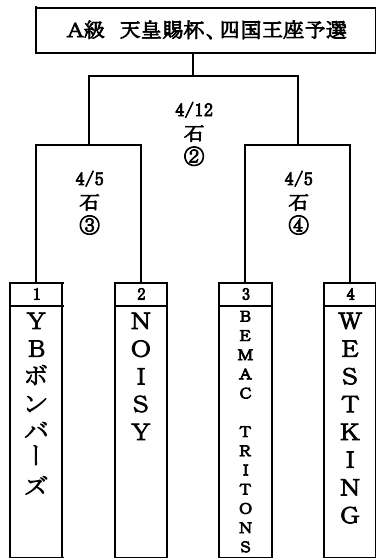 A級 天皇賜杯、四国王座予選
4/12
石
②
4/5
石
③
4/5
石
④
1
2
3
4
YBボンバーズ
NOISY
BEMAC TRITONS
WESTKING